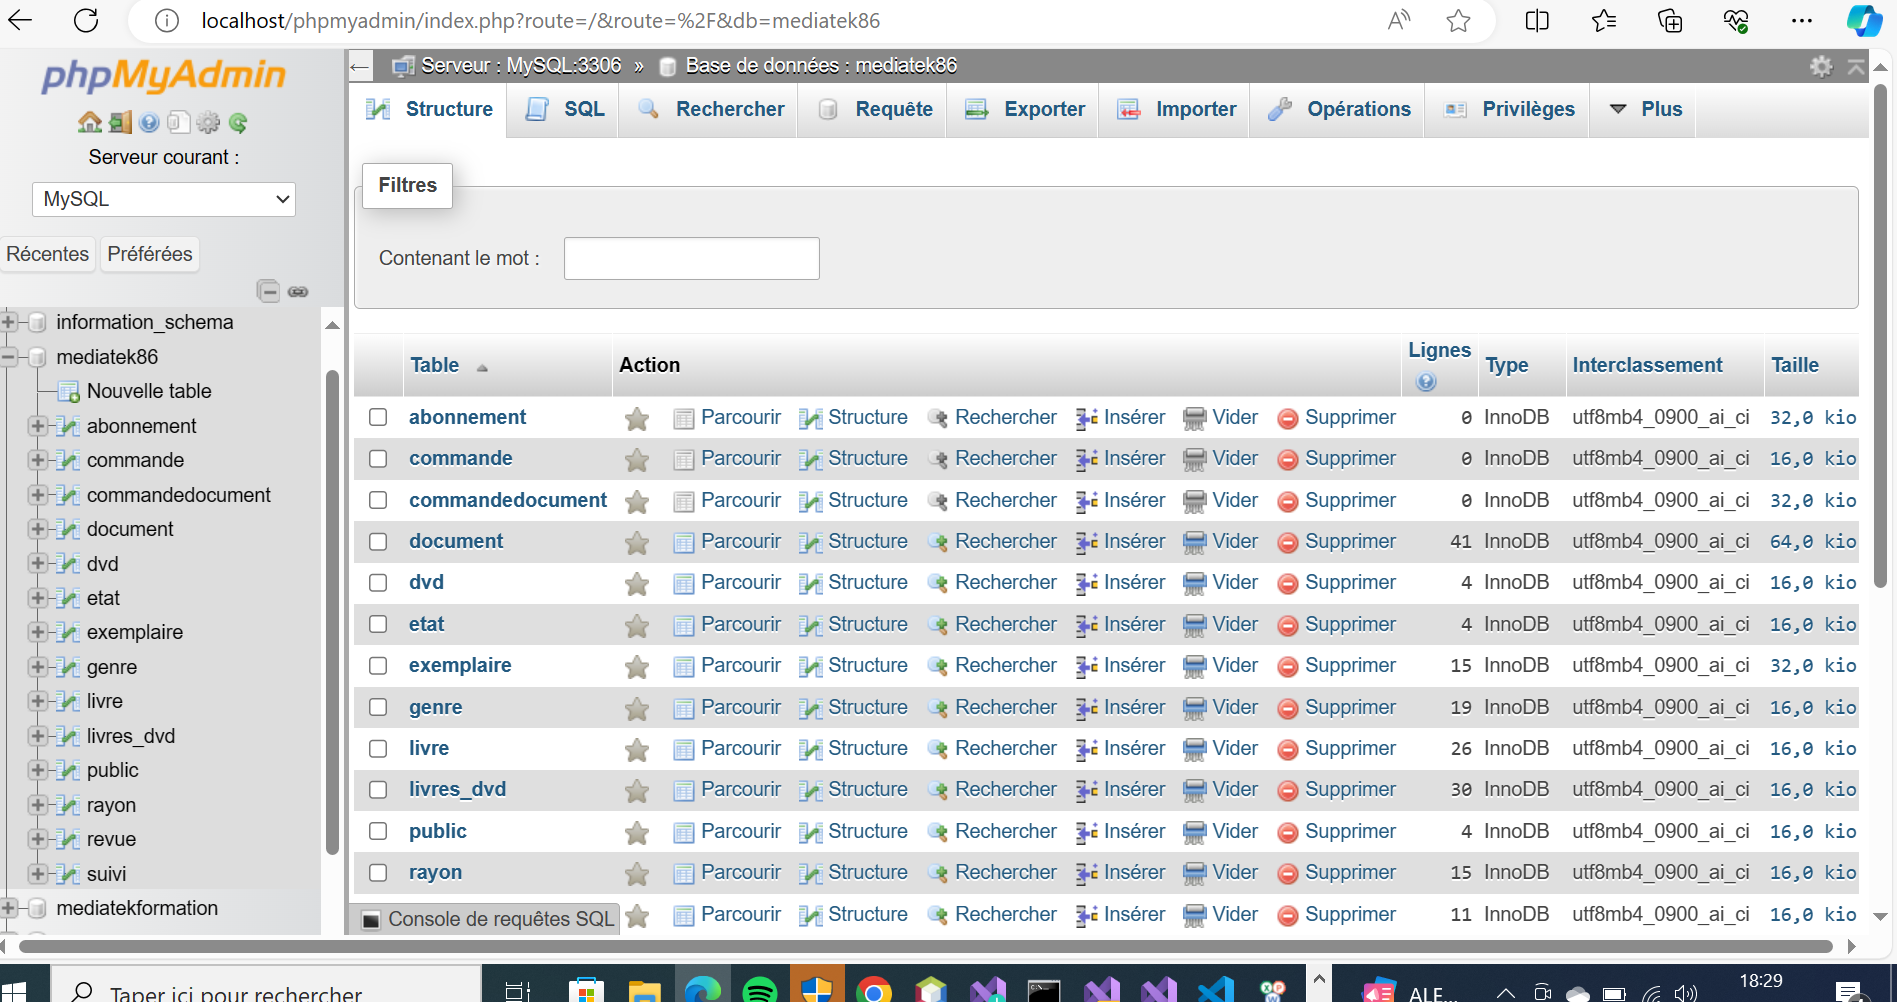 localhost/phpmyadmin/index.php?route=/&route=%2F&db=mediatek86
phpMyAdmin
Serveur courant :
MySQL
Récentes Préférées
information_schema
mediatek86
Nouvelle table
abonnement
commande
commandedocument
document
dvd
etat
exemplaire
genre
livre
livres_dvd
public
rayon
revue
suivi
mediatekformation
Serveur : MySQL:3306 » Base de données : mediatek86
Structure SQL Rechercher Requête Exporter Importer Opérations Privilèges Plus
Filtres
Contenant le mot :
Table Action Lignes Type Interclassement Taille
abonnement Parcourir Structure Rechercher Insérer Vider Supprimer 0 InnoDB utf8mb4_0900_ai_ci 32,0 kio
commande Parcourir Structure Rechercher Insérer Vider Supprimer 0 InnoDB utf8mb4_0900_ai_ci 16,0 kio
commandedocument Parcourir Structure Rechercher Insérer Vider Supprimer 0 InnoDB utf8mb4_0900_ai_ci 32,0 kio
document Parcourir Structure Rechercher Insérer Vider Supprimer 41 InnoDB utf8mb4_0900_ai_ci 64,0 kio
dvd Parcourir Structure Rechercher Insérer Vider Supprimer 4 InnoDB utf8mb4_0900_ai_ci 16,0 kio
etat Parcourir Structure Rechercher Insérer Vider Supprimer 4 InnoDB utf8mb4_0900_ai_ci 16,0 kio
exemplaire Parcourir Structure Rechercher Insérer Vider Supprimer 15 InnoDB utf8mb4_0900_ai_ci 32,0 kio
genre Parcourir Structure Rechercher Insérer Vider Supprimer 19 InnoDB utf8mb4_0900_ai_ci 16,0 kio
livre Parcourir Structure Rechercher Insérer Vider Supprimer 26 InnoDB utf8mb4_0900_ai_ci 16,0 kio
livres_dvd Parcourir Structure Rechercher Insérer Vider Supprimer 30 InnoDB utf8mb4_0900_ai_ci 16,0 kio
public Parcourir Structure Rechercher Insérer Vider Supprimer 4 InnoDB utf8mb4_0900_ai_ci 16,0 kio
rayon Parcourir Structure Rechercher Insérer Vider Supprimer 15 InnoDB utf8mb4_0900_ai_ci 16,0 kio
Console de requêtes SQL Parcourir Structure Rechercher Insérer Vider Supprimer 11 InnoDB utf8mb4_0900_ai_ci 16,0 kio
Taper ici pour rechercher
ALE...
18:29